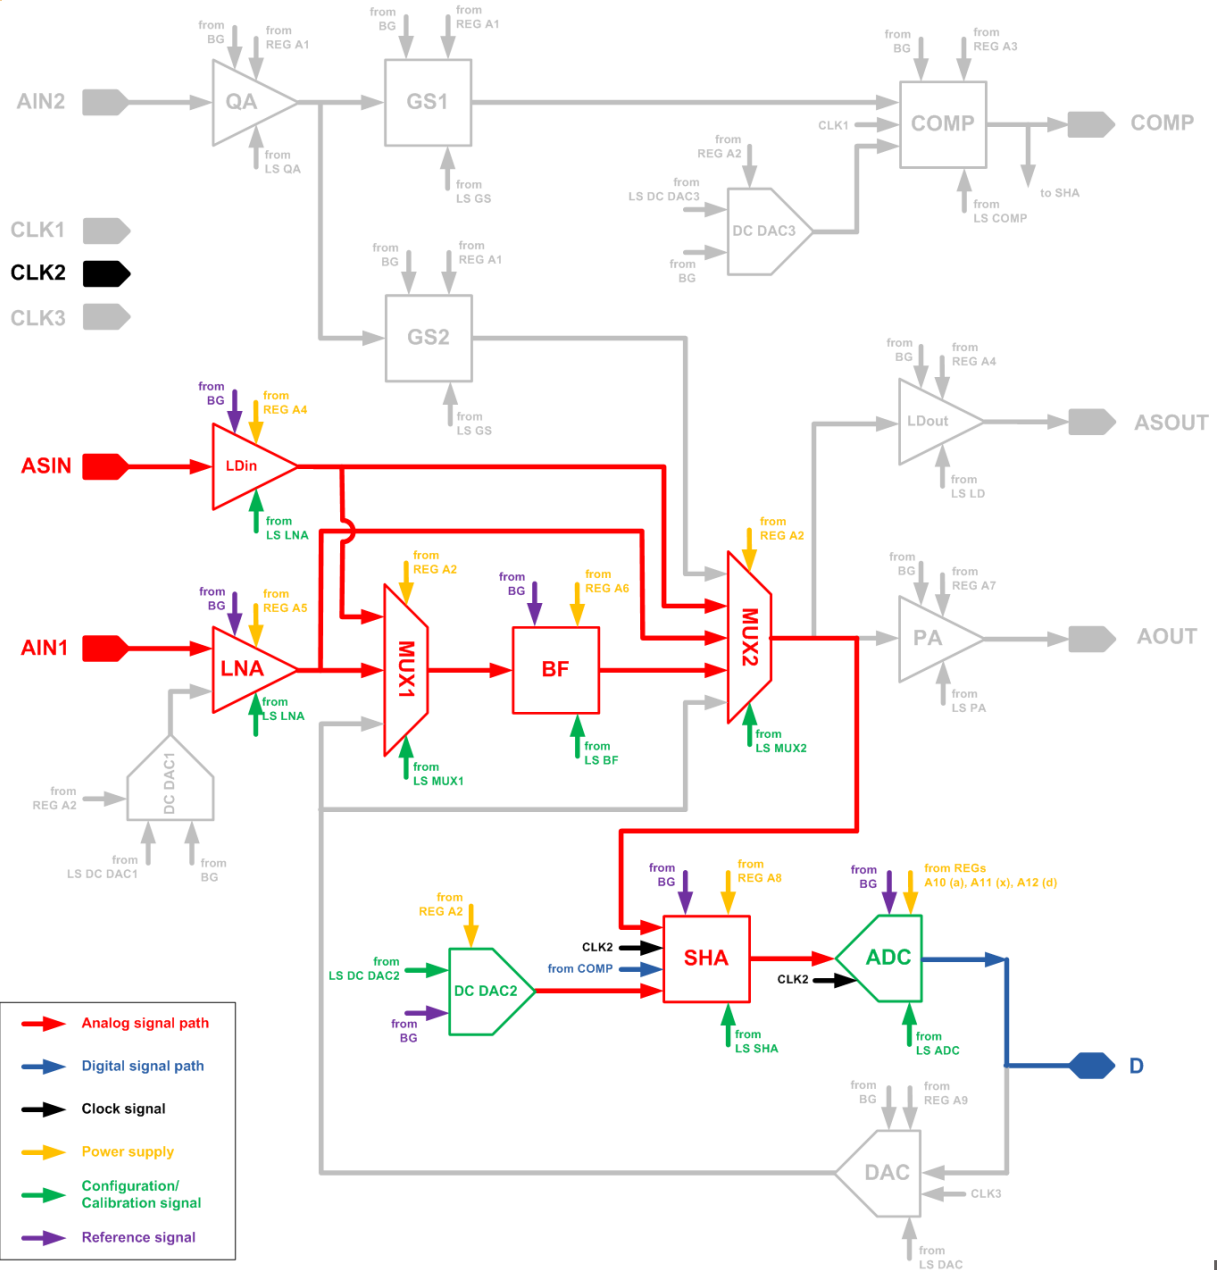 from
BG
from
REG A1
AIN2
QA
from
LS QA
from
BG
from
REG A1
GS1
from
LS GS
from
BG
from
REG A3
CLK1
COMP
COMP
from
LS COMP
to SHA
from
REG A2
from
LS DC DAC3
DC DAC3
from
BG
CLK1
CLK2
CLK3
from
BG
from
REG A1
GS2
from
LS GS
from
BG
from
REG A4
LDout
ASOUT
from
LS LD
from
BG
from
REG A4
ASIN
LDin
from
LS LNA
from
BG
from
REG A5
AIN1
LNA
from
LS LNA
from
REG A2
MUX1
from
LS MUX1
from
BG
from
REG A6
BF
from
LS BF
from
REG A2
MUX2
from
LS MUX2
from
BG
from
REG A7
PA
AOUT
from
LS PA
DC DAC1
from
REG A2
from
LS DC DAC1
from
BG
from
REG A2
from
LS DC DAC2
DC DAC2
from
BG
from
BG
from
REG A8
CLK2
from COMP
SHA
from
LS SHA
from
BG
from REGs
A10 (a), A11 (x), A12 (d)
ADC
CLK2
from
LS ADC
D
from
BG
from
REG A9
DAC
CLK3
from
LS DAC
Analog signal path
Digital signal path
Clock signal
Power supply
Configuration/
Calibration signal
Reference signal